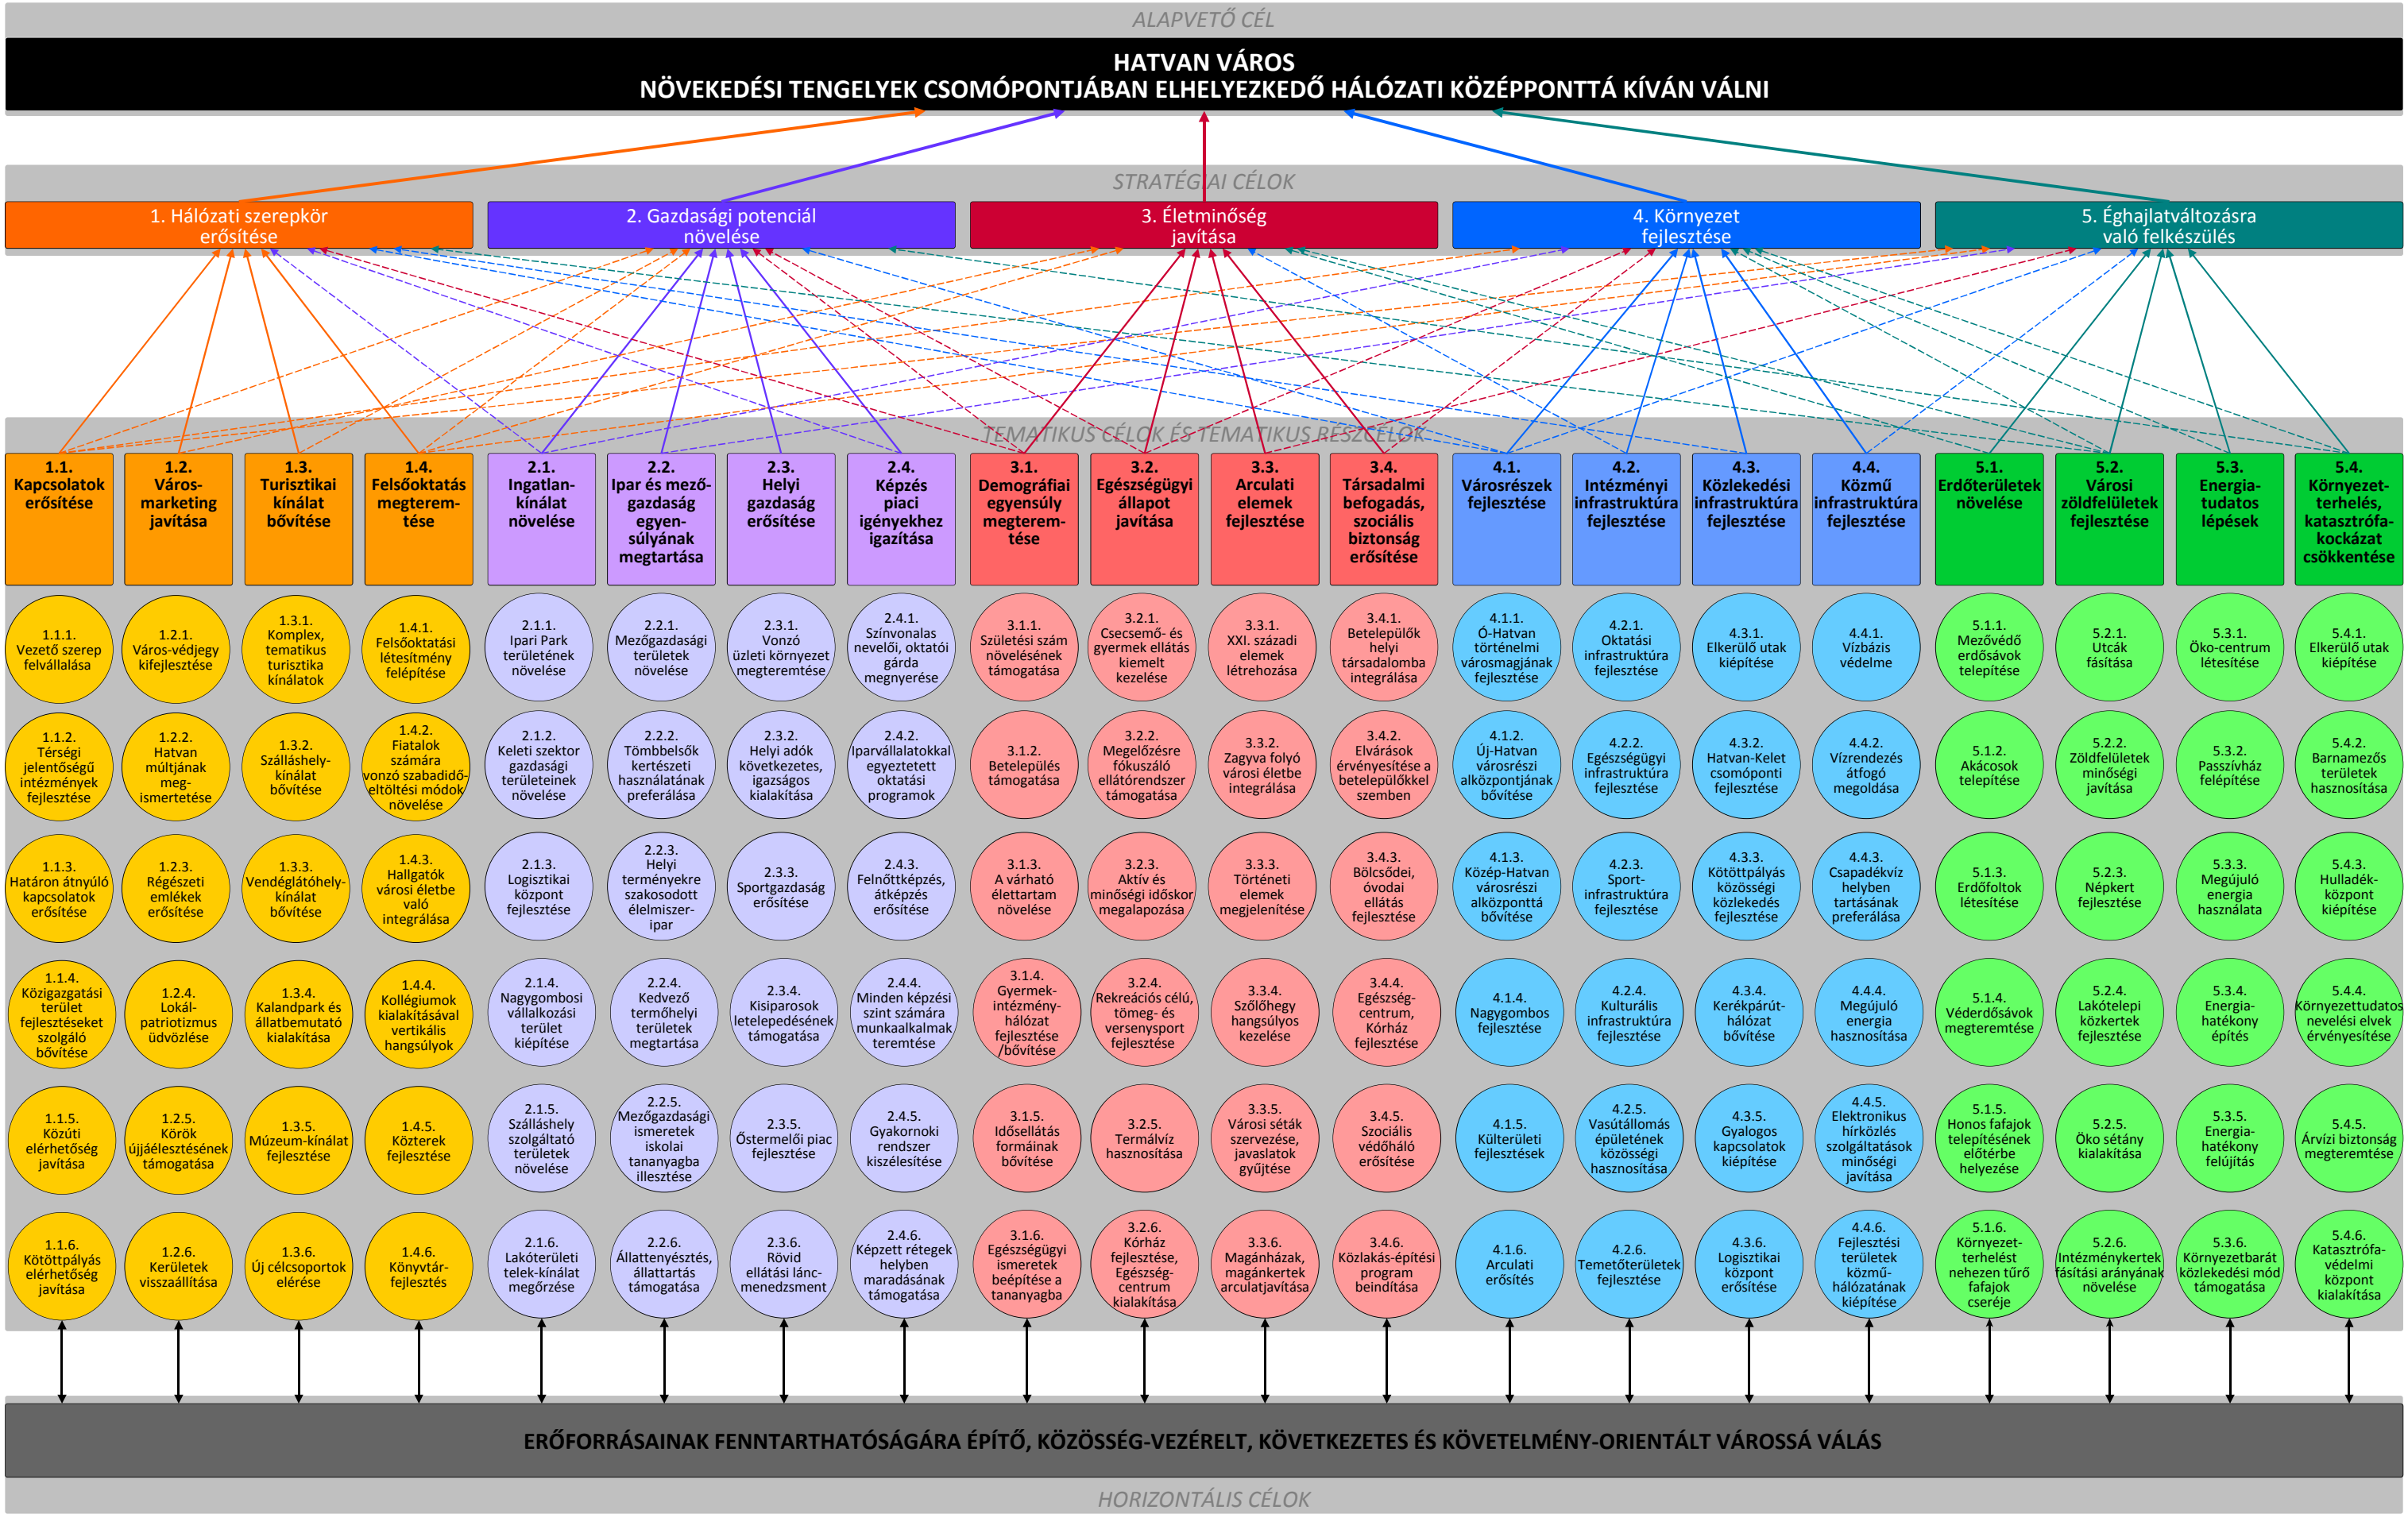 ALAPVETŐ CÉL
HATVAN VÁROS
NÖVEKEDÉSI TENGELYEK CSOMÓPONTJÁBAN ELHELYEZKEDŐ HÁLÓZATI KÖZÉPPONTTÁ KÍVÁN VÁLNI
STRATÉGIAI CÉLOK
1. Hálózati szerepkör
erősítése
2. Gazdasági potenciál
növelése
3. Életminőség
javítása
4. Környezet
fejlesztése
5. Éghajlatváltozásra
való felkészülés
TEMATIKUS CÉLOK ÉS TEMATIKUS RÉSZCÉLOK
1.1.
Kapcsolatok
erősítése
1.2.
Város-
marketing
javítása
1.3.
Turisztikai
kínálat
bővítése
1.4.
Felsőoktatás
megterem-
tése
2.1.
Ingatlan-
kínálat
növelése
2.2.
Ipar és mező-
gazdaság
egyen-
súlyának
megtartása
2.3.
Helyi
gazdaság
erősítése
2.4.
Képzés
piaci
igényekhez
igazítása
3.1.
Demográfiai
egyensúly
megterem-
tése
3.2.
Egészségügyi
állapot
javítása
3.3.
Arculati
elemek
fejlesztése
3.4.
Társadalmi
befogadás,
szociális
biztonság
erősítése
4.1.
Városrészek
fejlesztése
4.2.
Intézményi
infrastruktúra
fejlesztése
4.3.
Közlekedési
infrastruktúra
fejlesztése
4.4.
Közmű
infrastruktúra
fejlesztése
5.1.
Erdőterületek
növelése
5.2.
Városi
zöldfelületek
fejlesztése
5.3.
Energia-
tudatos
lépések
5.4.
Környezet-
terhelés,
katasztrófa-
kockázat
csökkentése
1.1.1.
Vezető szerep
felvállalása
1.2.1.
Város-védjegy
kifejlesztése
1.3.1.
Komplex,
tematikus
turisztika
kínálatok
1.4.1.
Felsőoktatási
létesítmény
felépítése
2.1.1.
Ipari Park
területének
növelése
2.2.1.
Mezőgazdasági
területek
növelése
2.3.1.
Vonzó
üzleti környezet
megteremtése
2.4.1.
Színvonalas
nevelői, oktatói
gárda
megnyerése
3.1.1.
Születési szám
növelésének
támogatása
3.2.1.
Csecsemő- és
gyermek ellátás
kiemelt
kezelése
3.3.1.
XXI. századi
elemek
létrehozása
3.4.1.
Betelepülők
helyi
társadalomba
integrálása
4.1.1.
Ó-Hatvan
történelmi
városmagjának
fejlesztése
4.2.1.
Oktatási
infrastruktúra
fejlesztése
4.3.1.
Elkerülő utak
kiépítése
4.4.1.
Vízbázis
védelme
5.1.1.
Mezővédő
erdősávok
telepítése
5.2.1.
Utcák
fásítása
5.3.1.
Öko-centrum
létesítése
5.4.1.
Elkerülő utak
kiépítése
1.1.2.
Térségi
jelentőségű
intézmények
fejlesztése
1.2.2.
Hatvan
múltjának
meg-
ismertetése
1.3.2.
Szálláshely-
kínálat
bővítése
1.4.2.
Fiatalok
számára
vonzó szabadidő-
eltöltési módok
növelése
2.1.2.
Keleti szektor
gazdasági
területeinek
növelése
2.2.2.
Tömbbelsők
kertészeti
használatának
preferálása
2.3.2.
Helyi adók
következetes,
igazságos
kialakítása
2.4.2.
Iparvállalatokkal
egyeztetett
oktatási
programok
3.1.2.
Betelepülés
támogatása
3.2.2.
Megelőzésre
fókuszáló
ellátórendszer
támogatása
3.3.2.
Zagyva folyó
városi életbe
integrálása
3.4.2.
Elvárások
érvényesítése a
betelepülőkkel
szemben
4.1.2.
Új-Hatvan
városrészi
alközpontjának
bővítése
4.2.2.
Egészségügyi
infrastruktúra
fejlesztése
4.3.2.
Hatvan-Kelet
csomóponti
fejlesztése
4.4.2.
Vízrendezés
átfogó
megoldása
5.1.2.
Akácosok
telepítése
5.2.2.
Zöldfelületek
minőségi
javítása
5.3.2.
Passzívház
felépítése
5.4.2.
Barnamezős
területek
hasznosítása
1.1.3.
Határon átnyúló
kapcsolatok
erősítése
1.2.3.
Régészeti
emlékek
erősítése
1.3.3.
Vendéglátóhely-
kínálat
bővítése
1.4.3.
Hallgatók
városi életbe
való
integrálása
2.1.3.
Logisztikai
központ
fejlesztése
2.2.3.
Helyi
terményekre
szakosodott
élelmiszer-
ipar
2.3.3.
Sportgazdaság
erősítése
2.4.3.
Felnőttképzés,
átképzés
erősítése
3.1.3.
A várható
élettartam
növelése
3.2.3.
Aktív és
minőségi időskor
megalapozása
3.3.3.
Történeti
elemek
megjelenítése
3.4.3.
Bölcsődei,
óvodai
ellátás
fejlesztése
4.1.3.
Közép-Hatvan
városrészi
alközponttá
bővítése
4.2.3.
Sport-
infrastruktúra
fejlesztése
4.3.3.
Kötöttpályás
közösségi
közlekedés
fejlesztése
4.4.3.
Csapadékvíz
helyben
tartásának
preferálása
5.1.3.
Erdőfoltok
létesítése
5.2.3.
Népkert
fejlesztése
5.3.3.
Megújuló
energia
használata
5.4.3.
Hulladék-
központ
kiépítése
1.1.4.
Közigazgatási
terület
fejlesztéseket
szolgáló
bővítése
1.2.4.
Lokál-
patriotizmus
üdvözlése
1.3.4.
Kalandpark és
állatbemutató
kialakítása
1.4.4.
Kollégiumok
kialakításával
vertikális
hangsúlyok
2.1.4.
Nagygombosi
vállalkozási
terület
kiépítése
2.2.4.
Kedvező
termőhelyi
területek
megtartása
2.3.4.
Kisiparosok
letelepedésének
támogatása
2.4.4.
Minden képzési
szint számára
munkaalkalmak
teremtése
3.1.4.
Gyermek-
intézmény-
hálózat
fejlesztése
/bővítése
3.2.4.
Rekreációs célú,
tömeg- és
versenysport
fejlesztése
3.3.4.
Szőlőhegy
hangsúlyos
kezelése
3.4.4.
Egészség-
centrum,
Kórház
fejlesztése
4.1.4.
Nagygombos
fejlesztése
4.2.4.
Kulturális
infrastruktúra
fejlesztése
4.3.4.
Kerékpárút-
hálózat
bővítése
4.4.4.
Megújuló
energia
hasznosítása
5.1.4.
Véderdősávok
megteremtése
5.2.4.
Lakótelepi
közkertek
fejlesztése
5.3.4.
Energia-
hatékony
építés
5.4.4.
Környezettudatos
nevelési elvek
érvényesítése
1.1.5.
Közúti
elérhetőség
javítása
1.2.5.
Körök
újjáélesztésének
támogatása
1.3.5.
Múzeum-kínálat
fejlesztése
1.4.5.
Közterek
fejlesztése
2.1.5.
Szálláshely
szolgáltató
területek
növelése
2.2.5.
Mezőgazdasági
ismeretek
iskolai
tananyagba
illesztése
2.3.5.
Őstermelői piac
fejlesztése
2.4.5.
Gyakornoki
rendszer
kiszélesítése
3.1.5.
Idősellátás
formáinak
bővítése
3.2.5.
Termálvíz
hasznosítása
3.3.5.
Városi séták
szervezése,
javaslatok
gyűjtése
3.4.5.
Szociális
védőháló
erősítése
4.1.5.
Külterületi
fejlesztések
4.2.5.
Vasútállomás
épületének
közösségi
hasznosítása
4.3.5.
Gyalogos
kapcsolatok
kiépítése
4.4.5.
Elektronikus
hírközlés
szolgáltatások
minőségi
javítása
5.1.5.
Honos fafajok
telepítésének
előtérbe
helyezése
5.2.5.
Öko sétány
kialakítása
5.3.5.
Energia-
hatékony
felújítás
5.4.5.
Árvízi biztonság
megteremtése
1.1.6.
Kötöttpályás
elérhetőség
javítása
1.2.6.
Kerületek
visszaállítása
1.3.6.
Új célcsoportok
elérése
1.4.6.
Könyvtár-
fejlesztés
2.1.6.
Lakóterületi
telek-kínálat
megőrzése
2.2.6.
Állattenyésztés,
állattartás
támogatása
2.3.6.
Rövid
ellátási lánc-
menedzsment
2.4.6.
Képzett rétegek
helyben
maradásának
támogatása
3.1.6.
Egészségügyi
ismeretek
beépítése a
tananyagba
3.2.6.
Kórház
fejlesztése,
Egészség-
centrum
kialakítása
3.3.6.
Magánházak,
magánkertek
arculatjavítása
3.4.6.
Közlakás-építési
program
beindítása
4.1.6.
Arculati
erősítés
4.2.6.
Temetőterületek
fejlesztése
4.3.6.
Logisztikai
központ
erősítése
4.4.6.
Fejlesztési
területek
közmű-
hálózatának
kiépítése
5.1.6.
Környezet-
terhelést
nehezen tűrő
fafajok
cseréje
5.2.6.
Intézménykertek
fásítási arányának
növelése
5.3.6.
Környezetbarát
közlekedési mód
támogatása
5.4.6.
Katasztrófa-
védelmi
központ
kialakítása
ERŐFORRÁSAINAK FENNTARTHATÓSÁGÁRA ÉPÍTŐ, KÖZÖSSÉG-VEZÉRELT, KÖVETKEZETES ÉS KÖVETELMÉNY-ORIENTÁLT VÁROSSÁ VÁLÁS
HORIZONTÁLIS CÉLOK